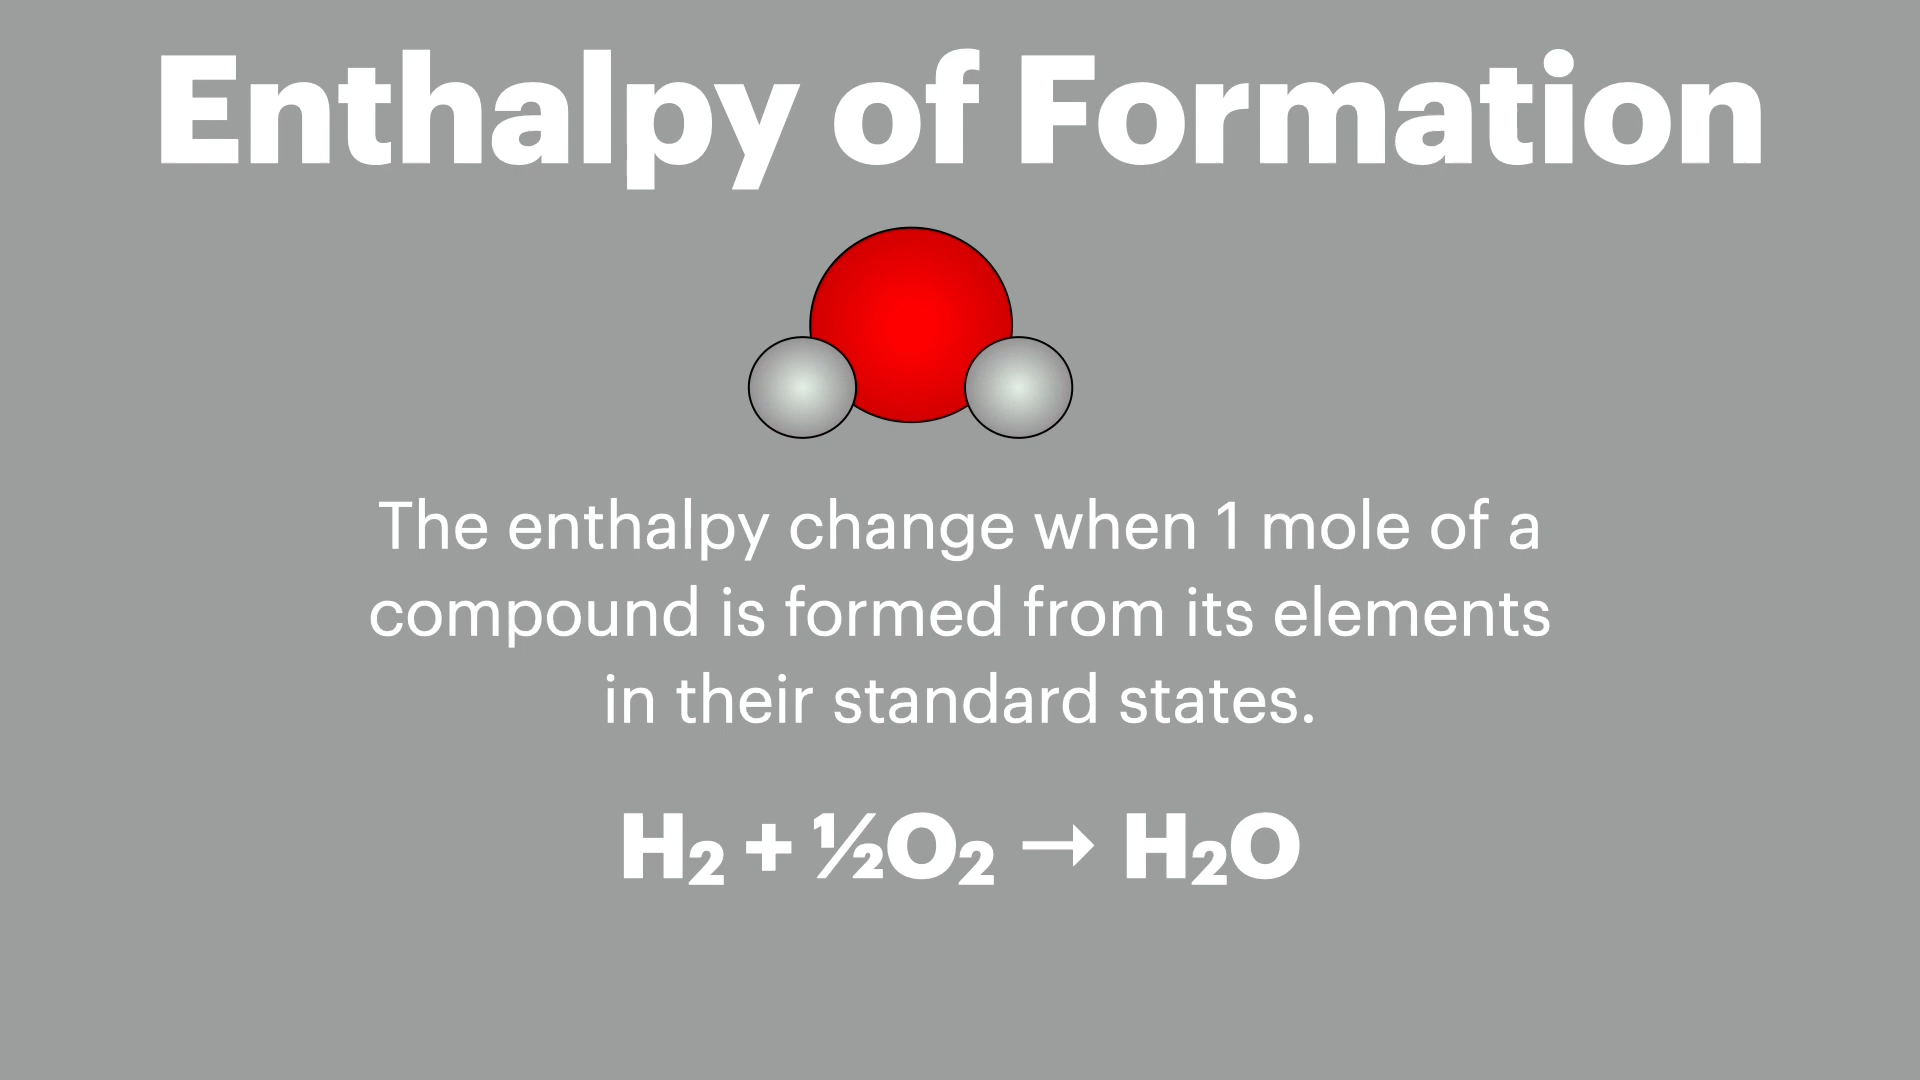 Enthalpy of Formation
The enthalpy change when 1 mole of a
compound is formed from its elements
in their standard states.
H₂ + ½O₂ → H₂O